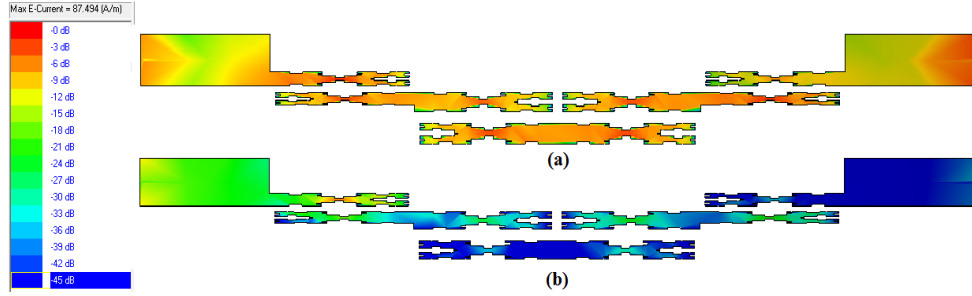 Max E-Current = 87.494 (A/m)
-0 dB
-3 dB
-6 dB
-9 dB
-12 dB
-15 dB
-18 dB
-21 dB
-24 dB
-27 dB
-30 dB
-33 dB
-36 dB
-39 dB
-42 dB
-45 dB
(a)
(b)